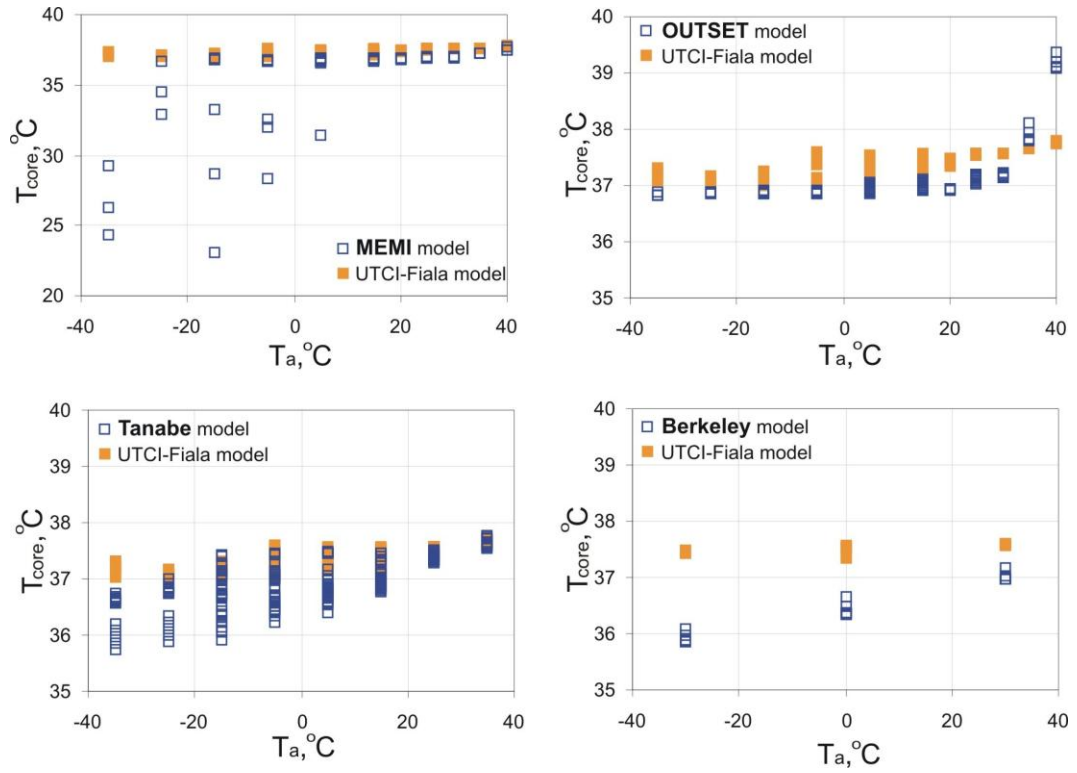 40
35
30
25
20
-40
-20
0
20
40
Tcore,°C
Ta,°C
MEMI model
UTCI-Fiala model
40
39
38
37
36
35
-40
-20
0
20
40
Tcore,°C
Ta,°C
OUTSET model
UTCI-Fiala model
40
39
38
37
36
35
-40
-20
0
20
40
Tcore,°C
Ta,°C
Tanabe model
UTCI-Fiala model
40
39
38
37
36
35
-40
-20
0
20
40
Tcore,°C
Ta,°C
Berkeley model
UTCI-Fiala model